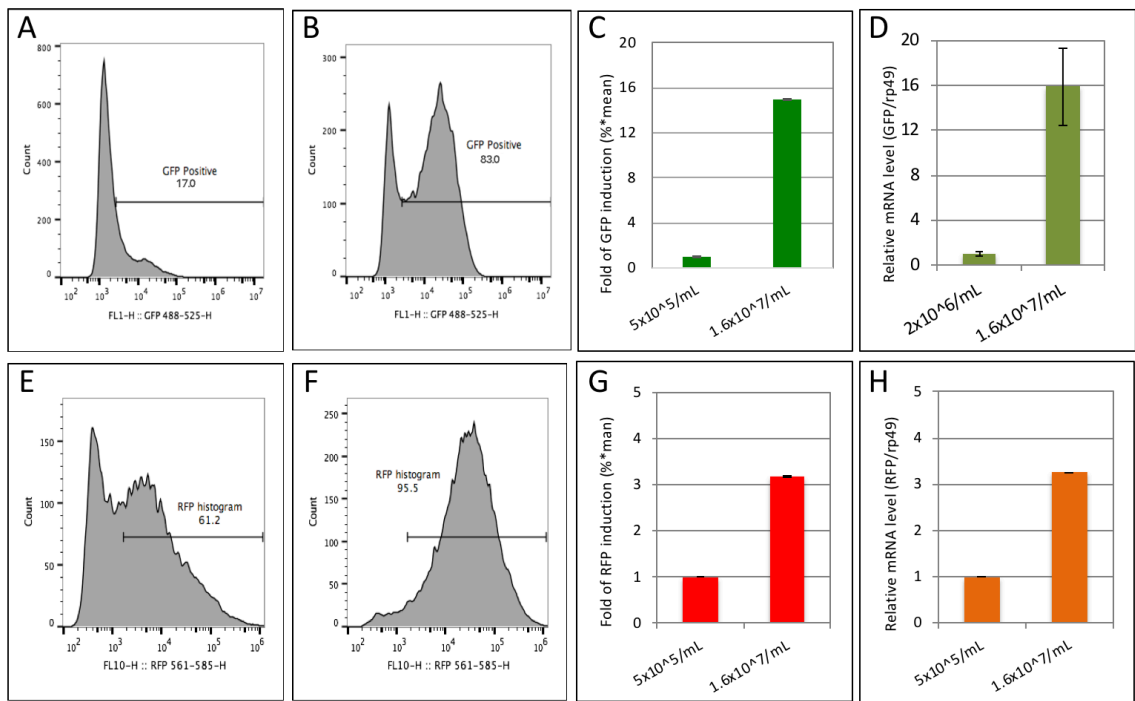 A
800
600
400
200
0
Count
GFP Positive
17.0
10^2 10^3 10^4 10^5 10^6 10^7
FL1-H :: GFP 488-525-H
B
300
200
100
0
Count
GFP Positive
83.0
10^2 10^3 10^4 10^5 10^6 10^7
FL1-H :: GFP 488-525-H
C
Fold of GFP induction (%*mean)
20
16
12
8
4
0
5x10^5/mL
1.6x10^7/mL
D
Relative mRNA level (GFP/rp49)
20
16
12
8
4
0
2x10^6/mL
1.6x10^7/mL
E
150
100
50
0
Count
RFP histogram
61.2
10^2 10^3 10^4 10^5 10^6
FL10-H :: RFP 561-585-H
F
250
200
150
100
50
0
Count
RFP histogram
95.5
10^2 10^3 10^4 10^5 10^6
FL10-H :: RFP 561-585-H
G
Fold of RFP induction (%*man)
5
4
3
2
1
0
5x10^5/mL
1.6x10^7/mL
H
Relative mRNA level (RFP/rp49)
5
4
3
2
1
0
5x10^5/mL
1.6x10^7/mL